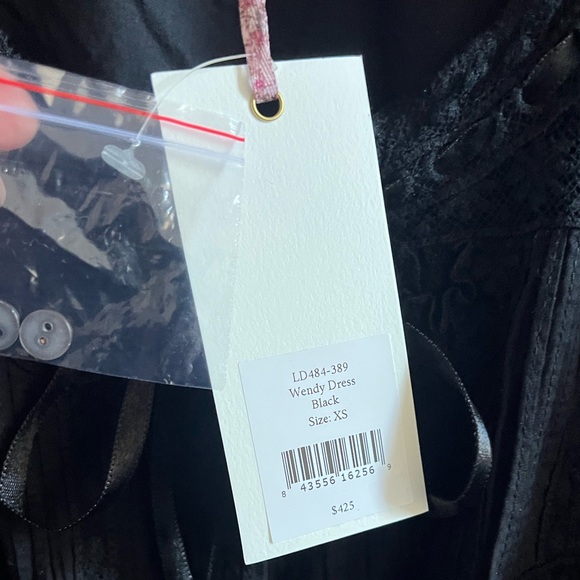 LD484-389
Wendy Dress
Black
Size: XS
8 43556 16256 9
$425